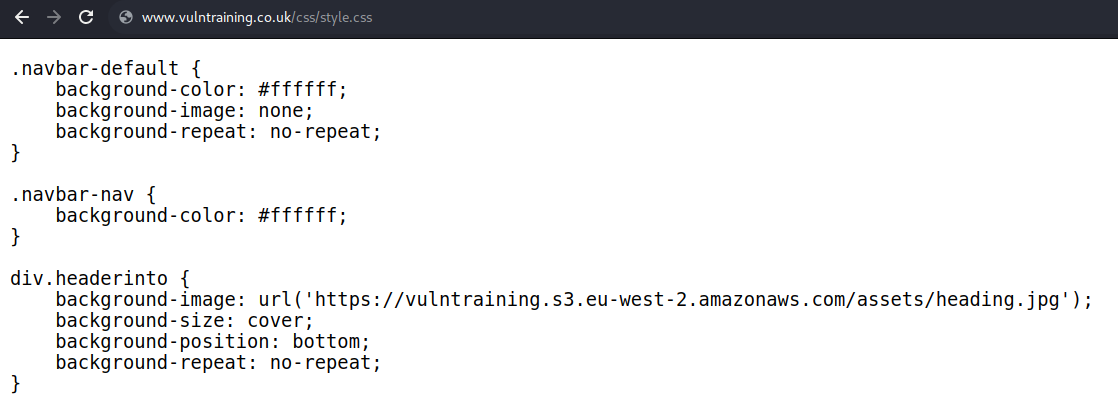 www.vulntraining.co.uk/css/style.css
.navbar-default {
    background-color: #ffffff;
    background-image: none;
    background-repeat: no-repeat;
}
.navbar-nav {
    background-color: #ffffff;
}
div.headerinto {
    background-image: url('https://vulntraining.s3.eu-west-2.amazonaws.com/assets/heading.jpg');
    background-size: cover;
    background-position: bottom;
    background-repeat: no-repeat;
}